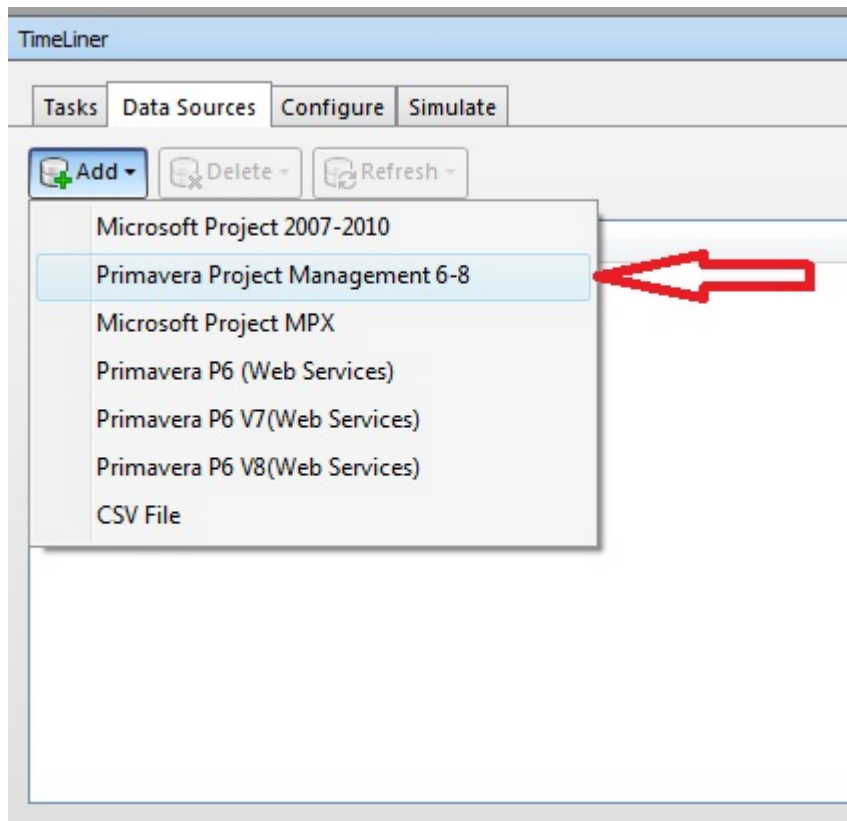 TimeLiner
Tasks Data Sources Configure Simulate
Add Delete Refresh
Microsoft Project 2007-2010
Primavera Project Management 6-8
Microsoft Project MPX
Primavera P6 (Web Services)
Primavera P6 V7(Web Services)
Primavera P6 V8(Web Services)
CSV File